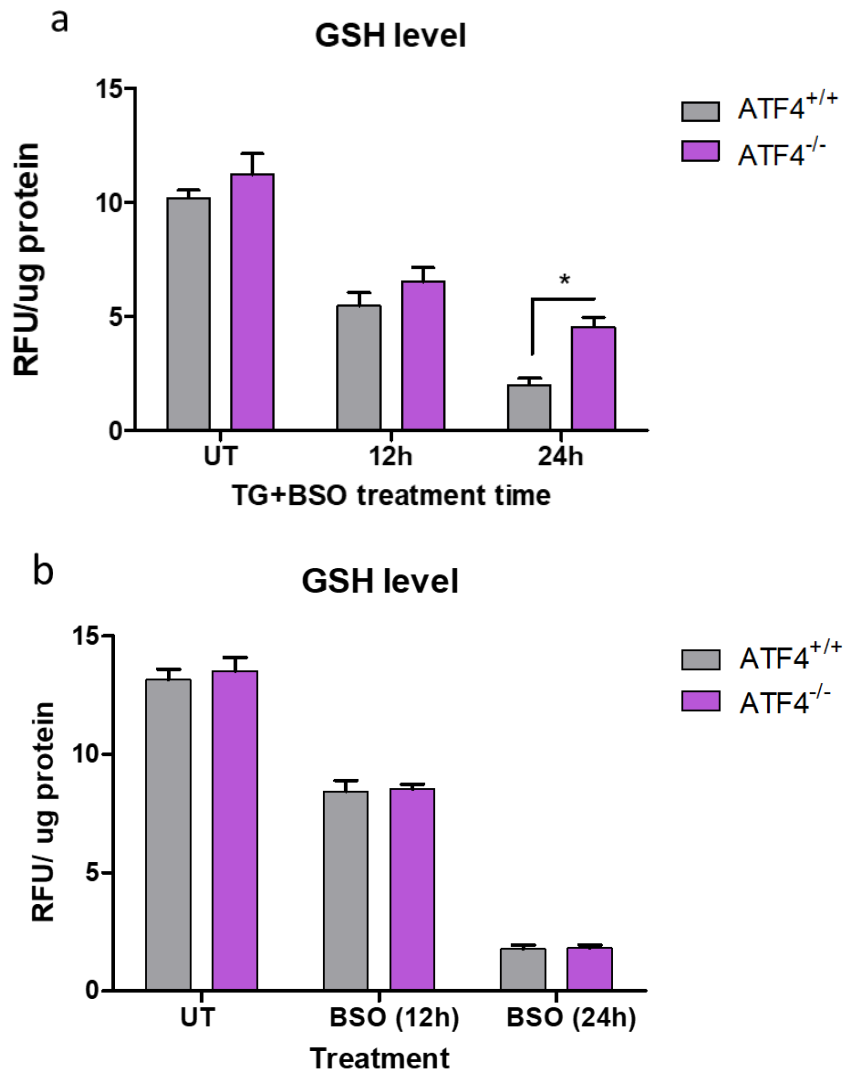 a
GSH level
15
10
5
0
RFU/ug protein
UT 12h 24h
TG+BSO treatment time
*
ATF4+/+
ATF4-/-
b
GSH level
15
10
5
0
RFU/ ug protein
UT BSO (12h) BSO (24h)
Treatment
ATF4+/+
ATF4-/-